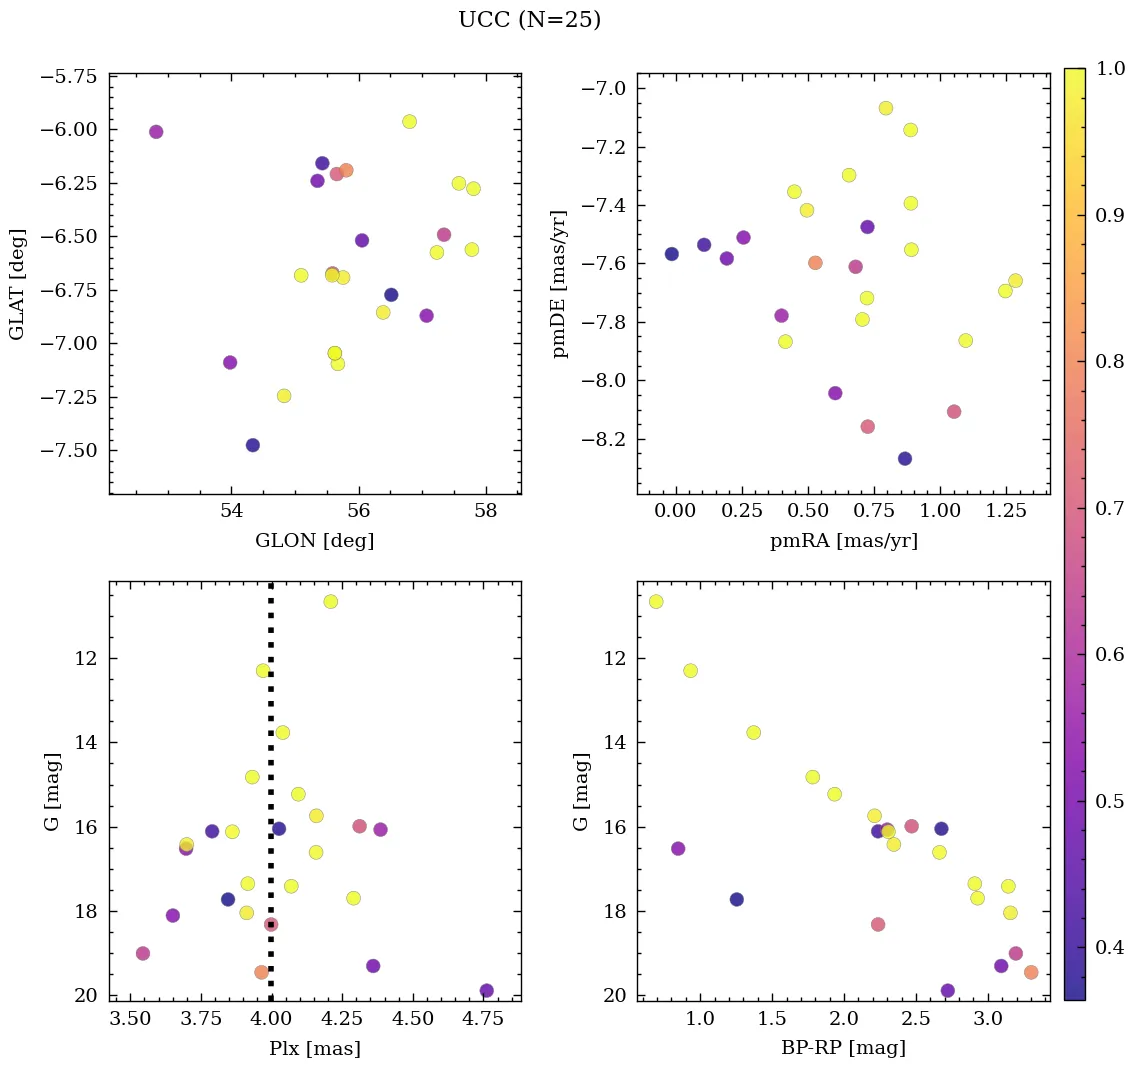 UCC (N=25)
−5.75
−6.00
−6.25
−6.50
−6.75
−7.00
−7.25
−7.50
GLAT [deg]
54 56 58
GLON [deg]
−7.0
−7.2
−7.4
−7.6
−7.8
−8.0
−8.2
pmDE [mas/yr]
0.00 0.25 0.50 0.75 1.00 1.25
pmRA [mas/yr]
12
14
16
18
20
G [mag]
3.50 3.75 4.00 4.25 4.50 4.75
Plx [mas]
12
14
16
18
20
G [mag]
1.0 1.5 2.0 2.5 3.0
BP-RP [mag]
1.0
0.9
0.8
0.7
0.6
0.5
0.4